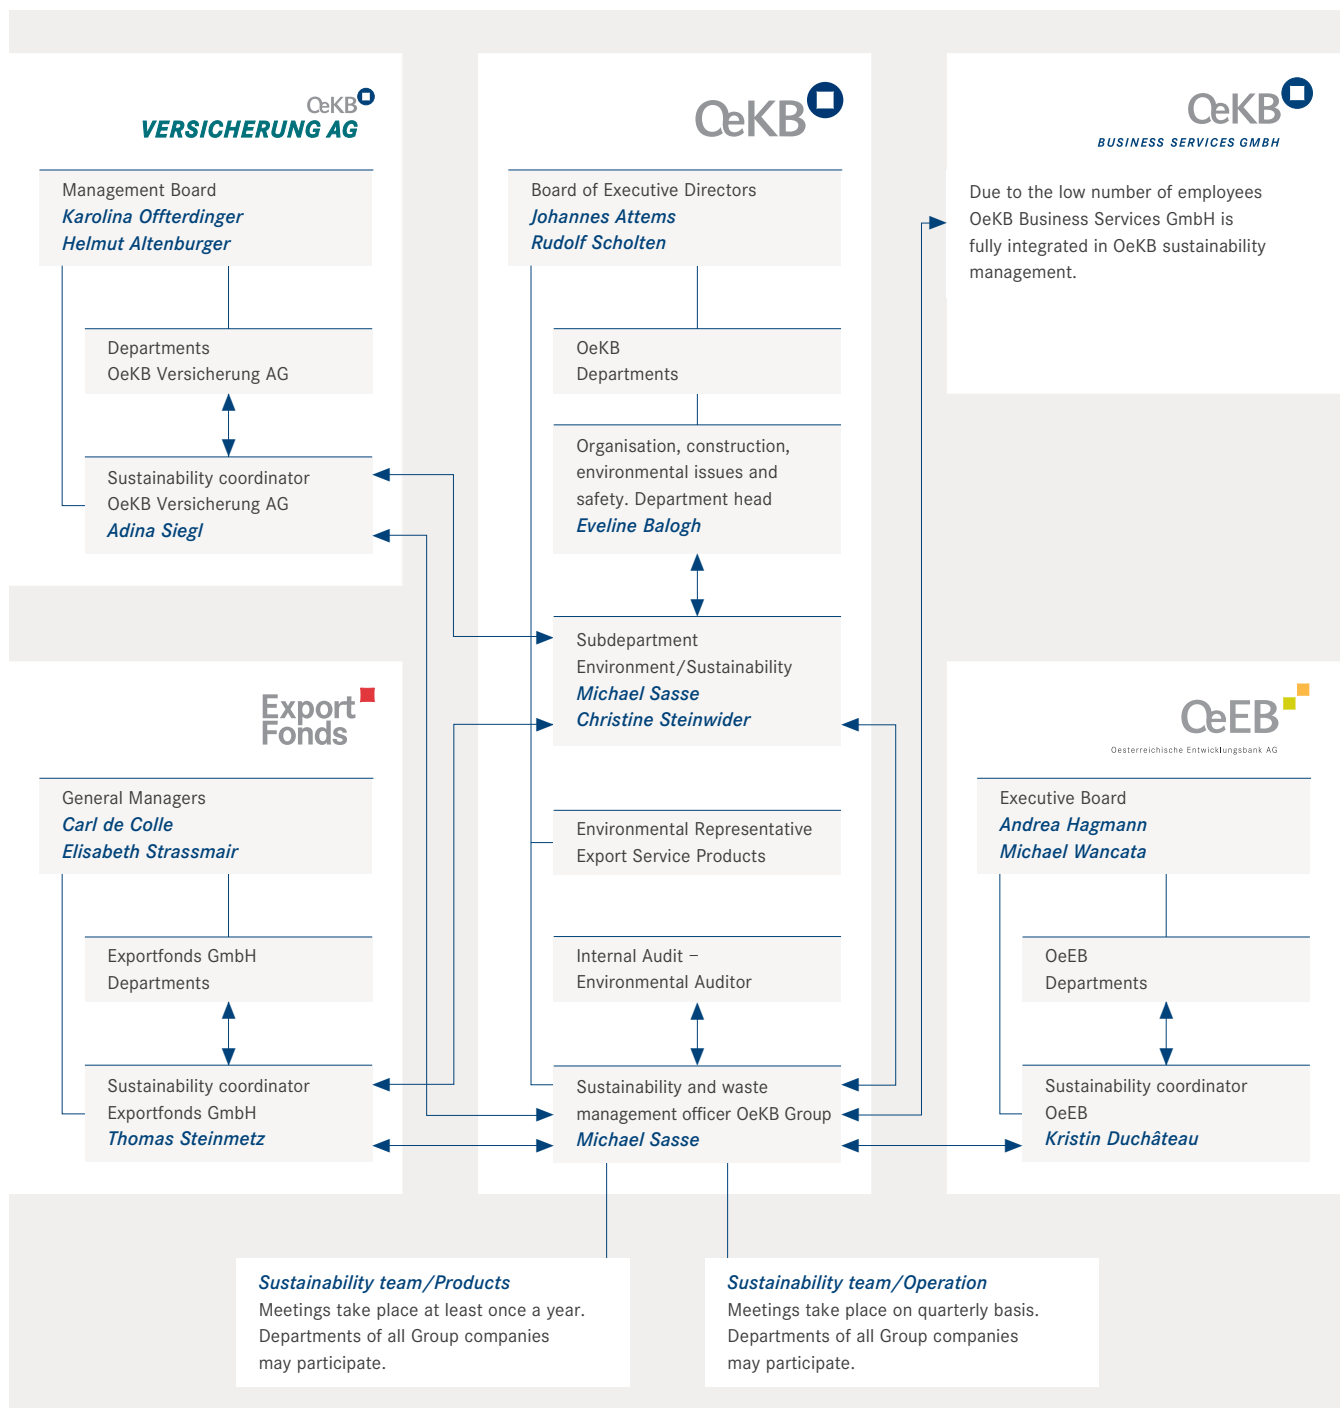 OeKB
VERSICHERUNG AG
Management Board
Karolina Offterdinger
Helmut Altenburger
Departments
OeKB Versicherung AG
Sustainability coordinator
OeKB Versicherung AG
Adina Siegl
OeKB
Board of Executive Directors
Johannes Attems
Rudolf Scholten
OeKB
Departments
Organisation, construction,
environmental issues and
safety. Department head
Eveline Balogh
Subdepartment
Environment/Sustainability
Michael Sasse
Christine Steinwider
Environmental Representative
Export Service Products
Internal Audit –
Environmental Auditor
Sustainability and waste
management officer OeKB Group
Michael Sasse
OeKB
BUSINESS SERVICES GMBH
Due to the low number of employees
OeKB Business Services GmbH is
fully integrated in OeKB sustainability
management.
Export
Fonds
General Managers
Carl de Colle
Elisabeth Strassmair
Exportfonds GmbH
Departments
Sustainability coordinator
Exportfonds GmbH
Thomas Steinmetz
OeEB
Oesterreichische Entwicklungsbank AG
Executive Board
Andrea Hagmann
Michael Wancata
OeEB
Departments
Sustainability coordinator
OeEB
Kristin Duchâteau
Sustainability team/Products
Meetings take place at least once a year.
Departments of all Group companies
may participate.
Sustainability team/Operation
Meetings take place on quarterly basis.
Departments of all Group companies
may participate.